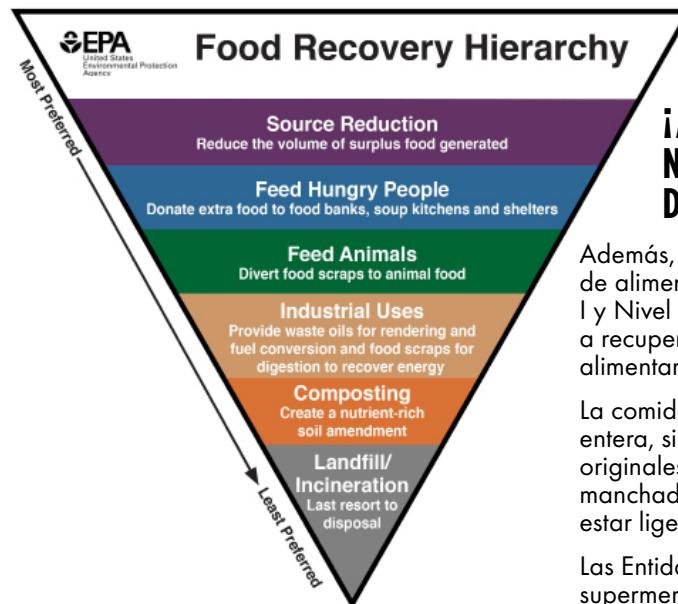 EPA
United States
Environmental Protection
Agency
Food Recovery Hierarchy
Most Preferred
Source Reduction
Reduce the volume of surplus food generated
Feed Hungry People
Donate extra food to food banks, soup kitchens and shelters
Feed Animals
Divert food scraps to animal food
Industrial Uses
Provide waste oils for rendering and
fuel conversion and food scraps for
digestion to recover energy
Composting
Create a nutrient-rich
soil amendment
Landfill/
Incineration
Last resort to
disposal
Least Preferred
N
D
Además,
de alimen
I y Nivel
a recuper
alimentar
La comid
entera, si
originales
manchad
estar lige
Las Entida
supermer